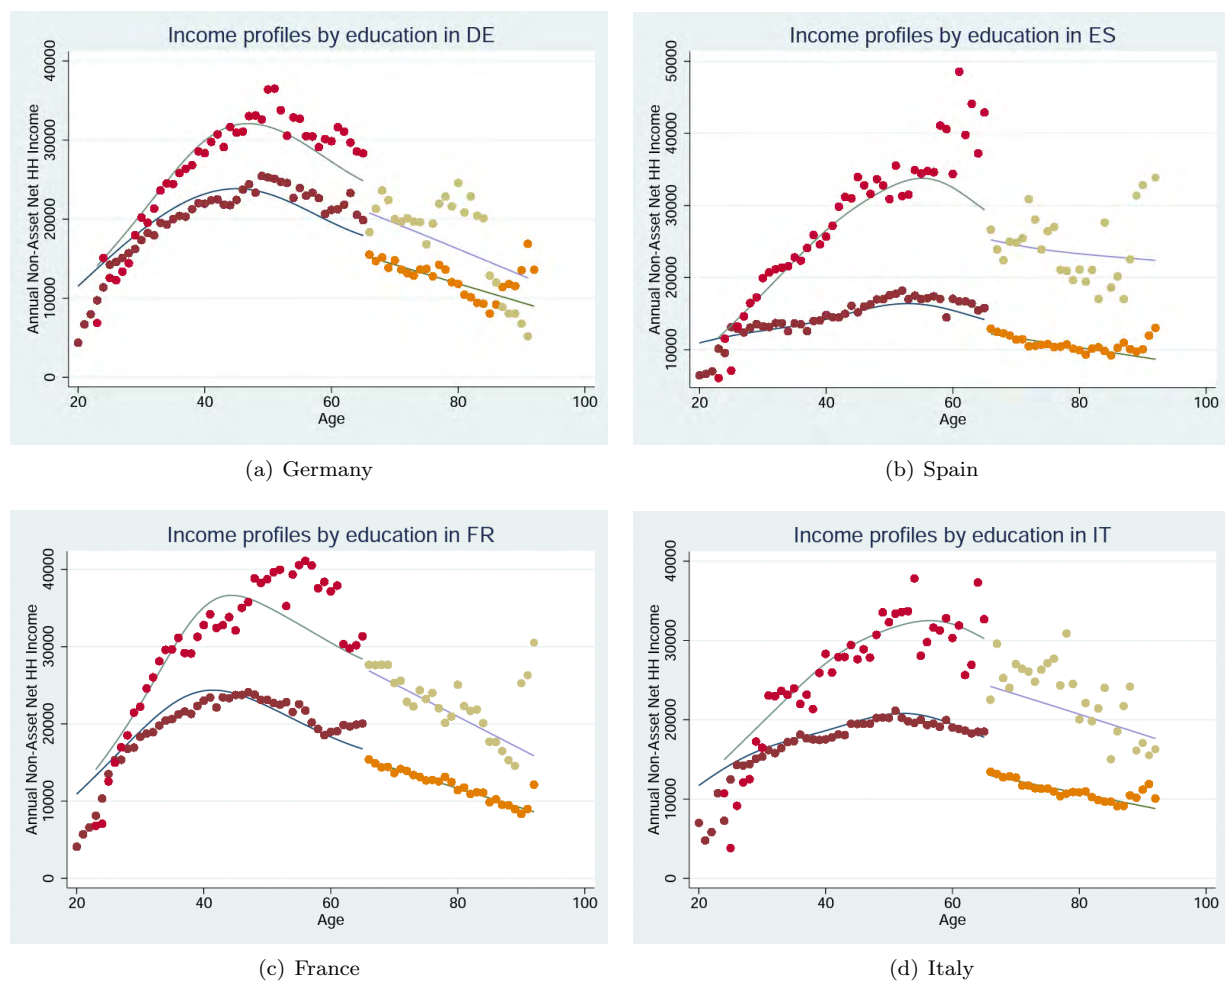 Income profiles by education in DE
Annual Non-Asset Net HH Income
40000
30000
20000
10000
0
20 40 60 80 100
Age
(a) Germany
Income profiles by education in ES
Annual Non-Asset Net HH Income
50000
40000
30000
20000
10000
20 40 60 80 100
Age
(b) Spain
Income profiles by education in FR
Annual Non-Asset Net HH Income
40000
30000
20000
10000
0
20 40 60 80 100
Age
(c) France
Income profiles by education in IT
Annual Non-Asset Net HH Income
40000
30000
20000
10000
0
20 40 60 80 100
Age
(d) Italy